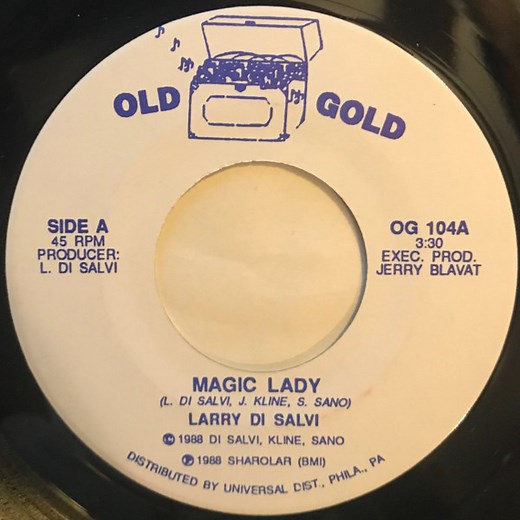 OLD GOLD
SIDE A
45 RPM
PRODUCER:
L. DI SALVI
OG 104A
3:30
EXEC. PROD.
JERRY BLAVAT
MAGIC LADY
(L. DI SALVI, J. KLINE, S. SANO)
LARRY DI SALVI
© 1988 DI SALVI, KLINE, SANO
℗ 1988 SHAROLAR (BMI)
DISTRIBUTED BY UNIVERSAL DIST., PHILA., PA